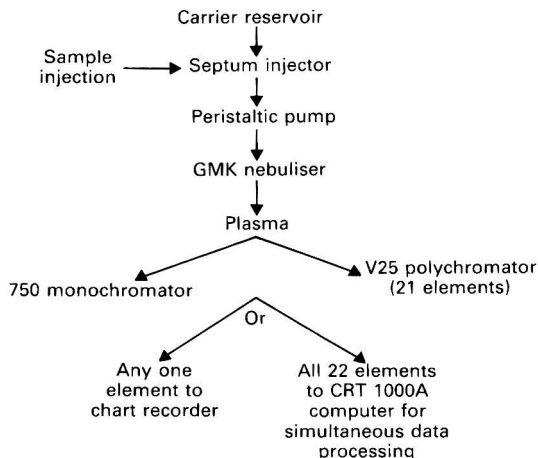 Carrier reservoir
Sample
injection
Septum injector
Peristaltic pump
GMK nebuliser
Plasma
750 monochromator
V25 polychromator
(21 elements)
Or
Any one
element to
chart recorder
All 22 elements
to CRT 1000A
computer for
simultaneous data
processing